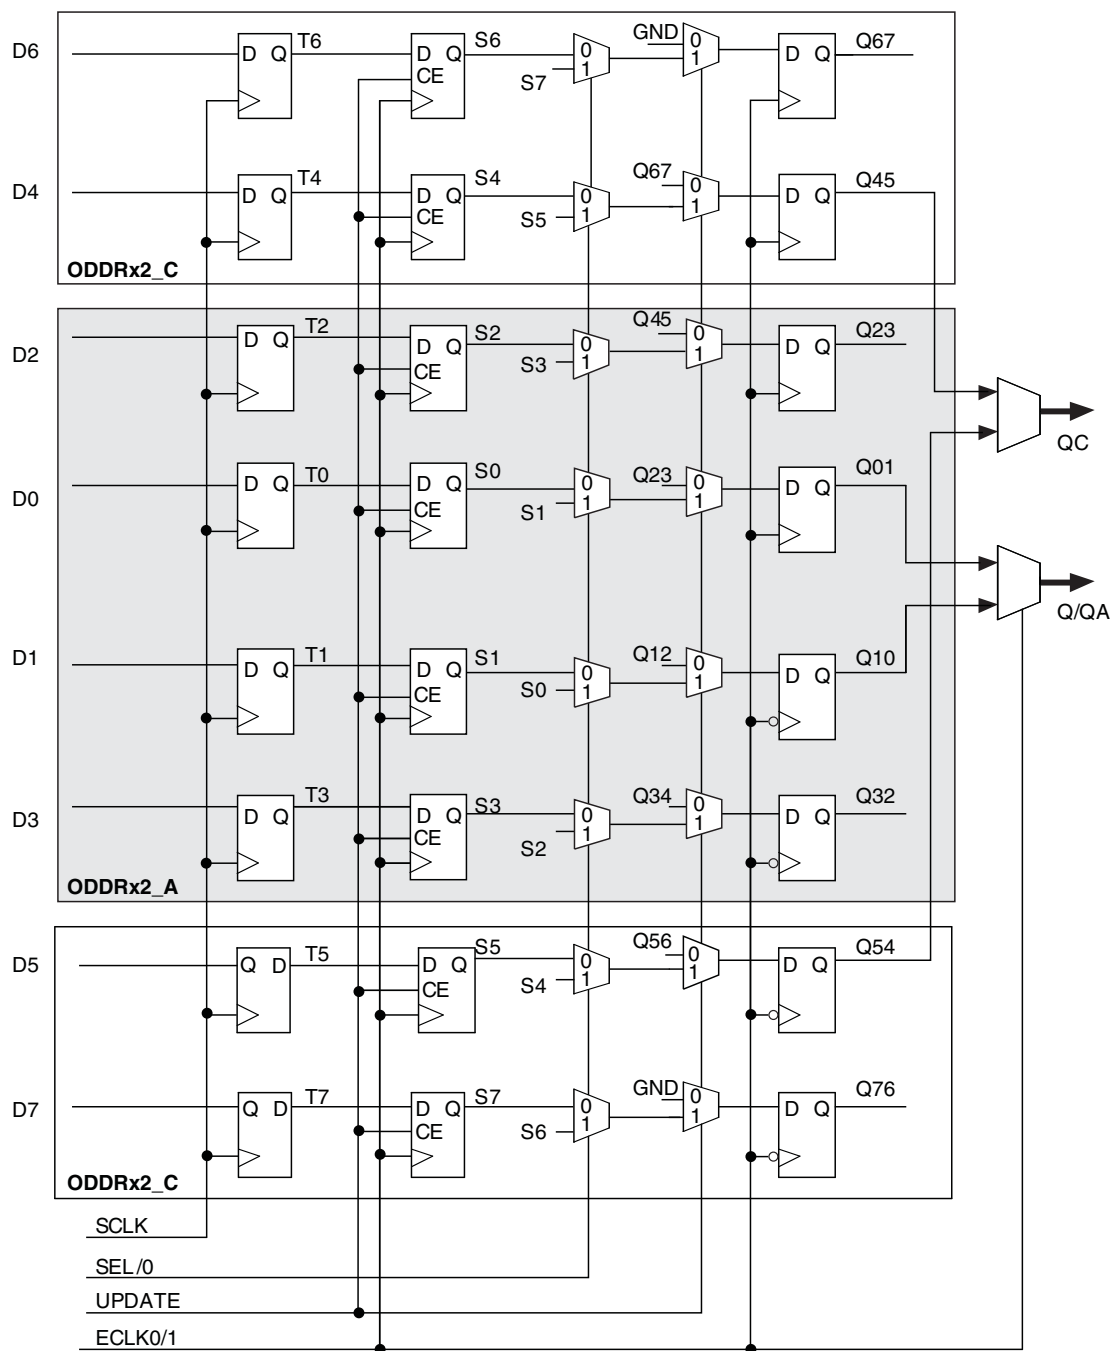 D6 D Q T6 D Q CE S6 0 1 S7 GND 0 1 D Q Q67
D4 D Q T4 D Q CE S4 0 1 S5 Q67 0 1 D Q Q45
ODDRx2_C
D2 D Q T2 D Q CE S2 0 1 S3 Q45 0 1 D Q Q23
QC
D0 D Q T0 D Q CE S0 0 1 S1 Q23 0 1 D Q Q01
Q/QA
D1 D Q T1 D Q CE S1 0 1 S0 Q12 0 1 D Q Q10
D3 D Q T3 D Q CE S3 0 1 S2 Q34 0 1 D Q Q32
ODDRx2_A
D5 Q D T5 D Q CE S5 0 1 S4 Q56 0 1 D Q Q54
D7 Q D T7 D Q CE S7 0 1 S6 GND 0 1 D Q Q76
ODDRx2_C
SCLK
SEL/0
UPDATE
ECLK0/1